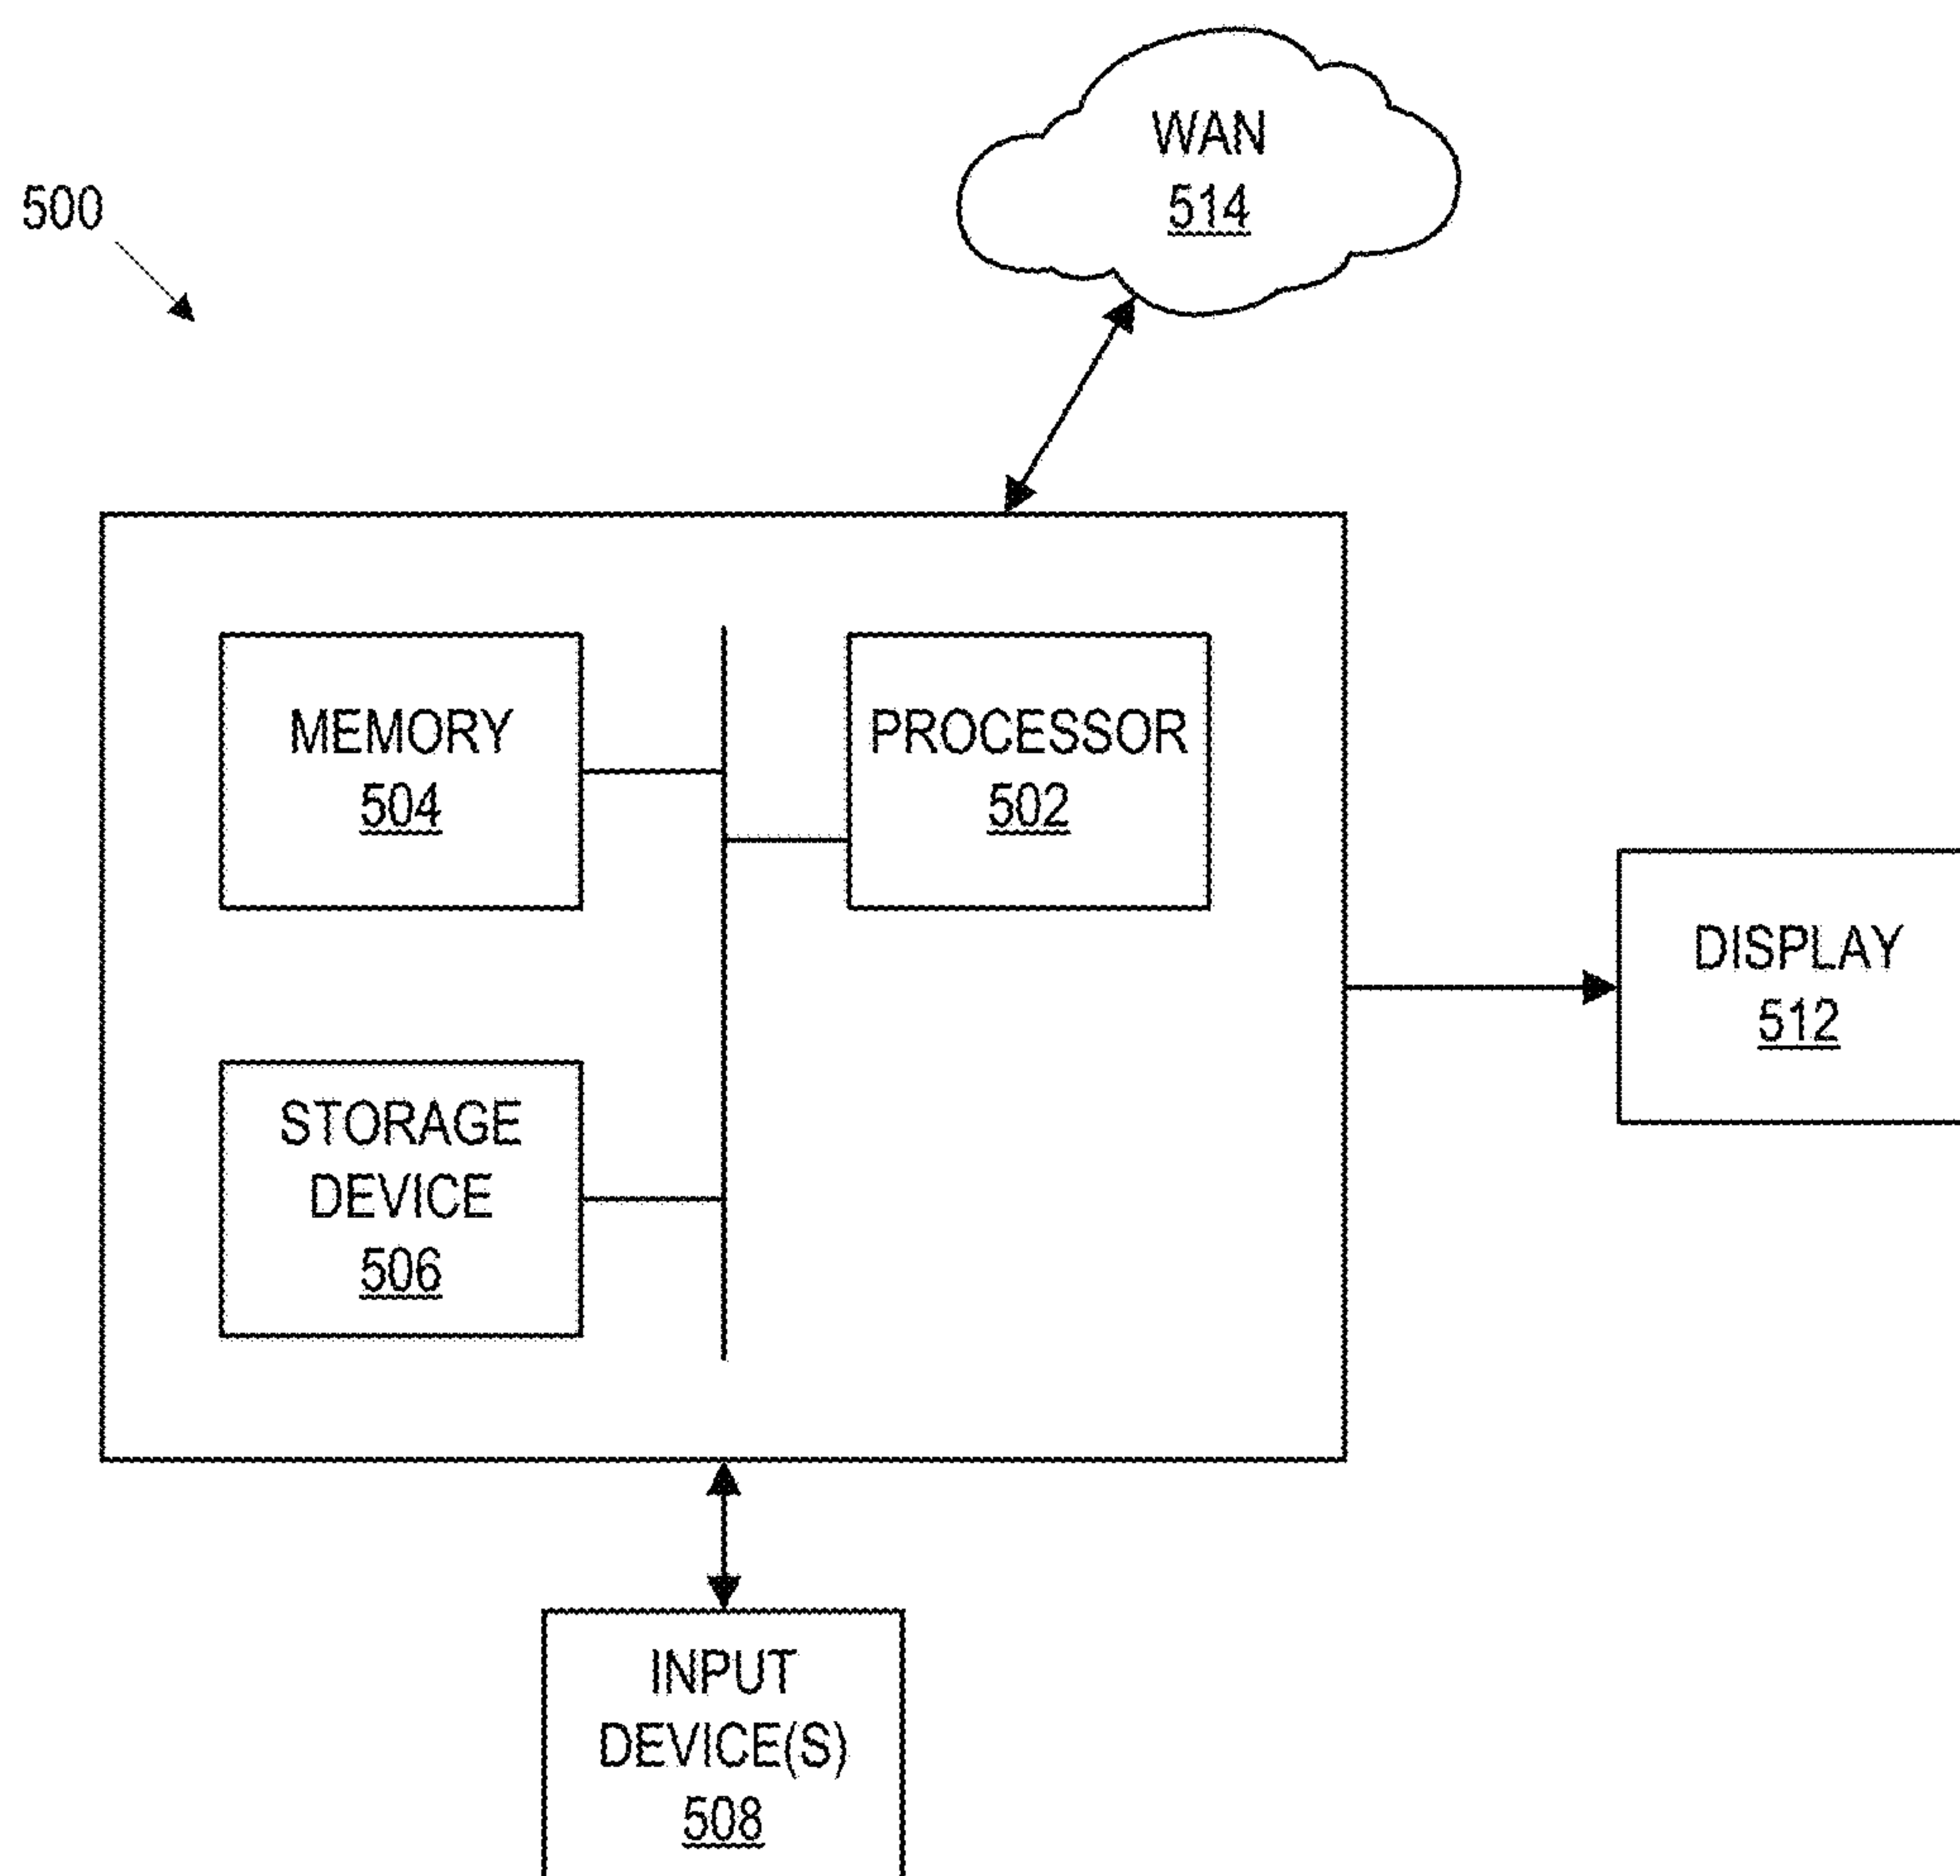 WAN
514
500
MEMORY
504
PROCESSOR
502
DISPLAY
512
STORAGE
DEVICE
506
INPUT
DEVICE(S)
508